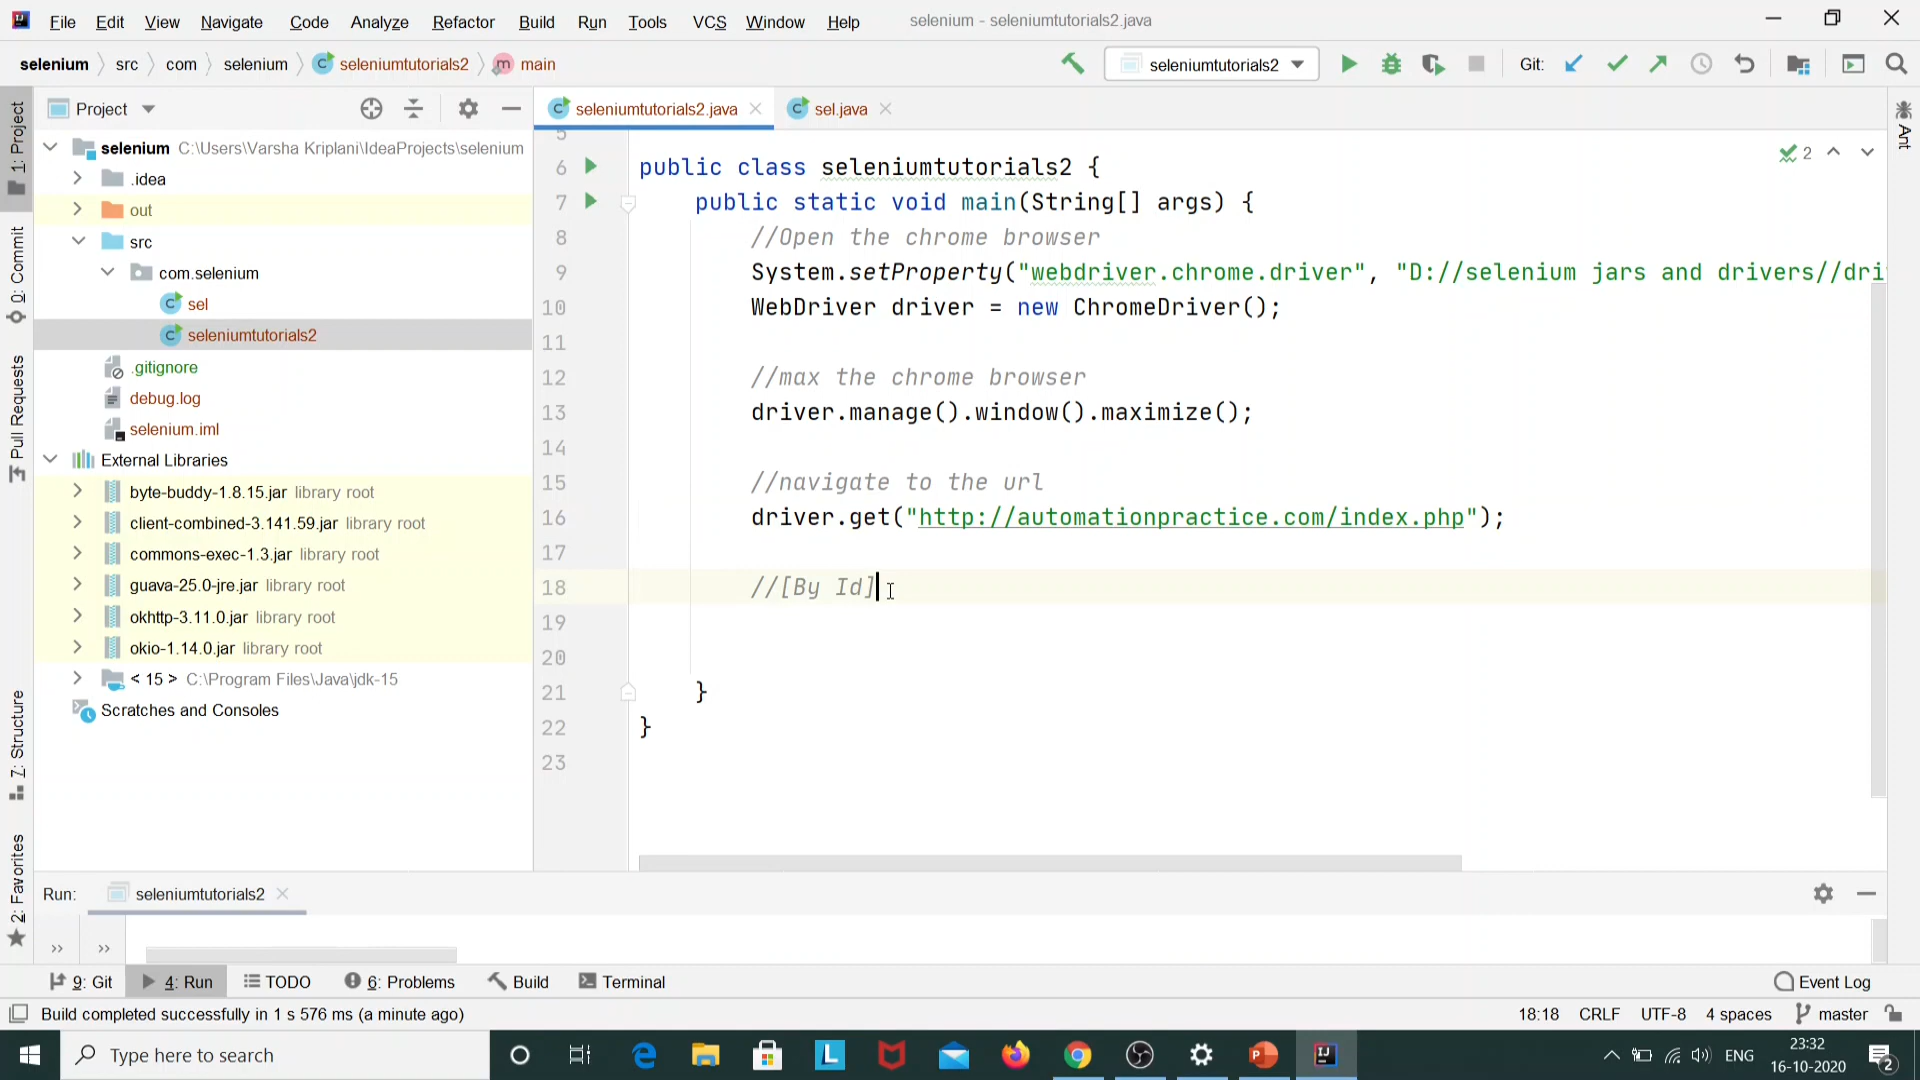 File Edit View Navigate Code Analyze Refactor Build Run Tools VCS Window Help selenium - seleniumtutorials2.java
selenium src com selenium seleniumtutorials2 main
seleniumtutorials2
Git:
1: Project
0: Commit
Pull Requests
7: Structure
2: Favorites
Project
selenium C:\Users\Varsha Kriplani\IdeaProjects\selenium
.idea
out
src
com.selenium
sel
seleniumtutorials2
.gitignore
debug.log
selenium.iml
External Libraries
byte-buddy-1.8.15.jar library root
client-combined-3.141.59.jar library root
commons-exec-1.3.jar library root
guava-25.0-jre.jar library root
okhttp-3.11.0.jar library root
okio-1.14.0.jar library root
< 15 > C:\Program Files\Java\jdk-15
Scratches and Consoles
seleniumtutorials2.java sel.java
Ant
2
5
6 public class seleniumtutorials2 {
7 public static void main(String[] args) {
8 //Open the chrome browser
9 System.setProperty("webdriver.chrome.driver", "D://selenium jars and drivers//dri
10 WebDriver driver = new ChromeDriver();
11
12 //max the chrome browser
13 driver.manage().window().maximize();
14
15 //navigate to the url
16 driver.get("http://automationpractice.com/index.php");
17
18 //[By Id]
19
20
21 }
22 }
23
Run: seleniumtutorials2
9: Git 4: Run TODO 6: Problems Build Terminal Event Log
Build completed successfully in 1 s 576 ms (a minute ago) 18:18 CRLF UTF-8 4 spaces master
Type here to search
ENG
23:32
16-10-2020
2